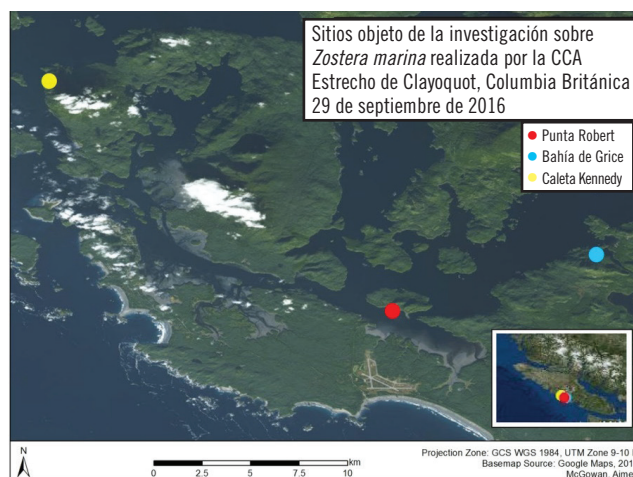 Sitios objeto de la investigación sobre
Zostera marina realizada por la CCA
Estrecho de Clayoquot, Columbia Británica
29 de septiembre de 2016
Punta Robert
Bahía de Grice
Caleta Kennedy
N
0 2.5 5 10
km
Projection Zone: GCS WGS 1984, UTM Zone 9-10
Basemap Source: Google Maps,
McGowan,